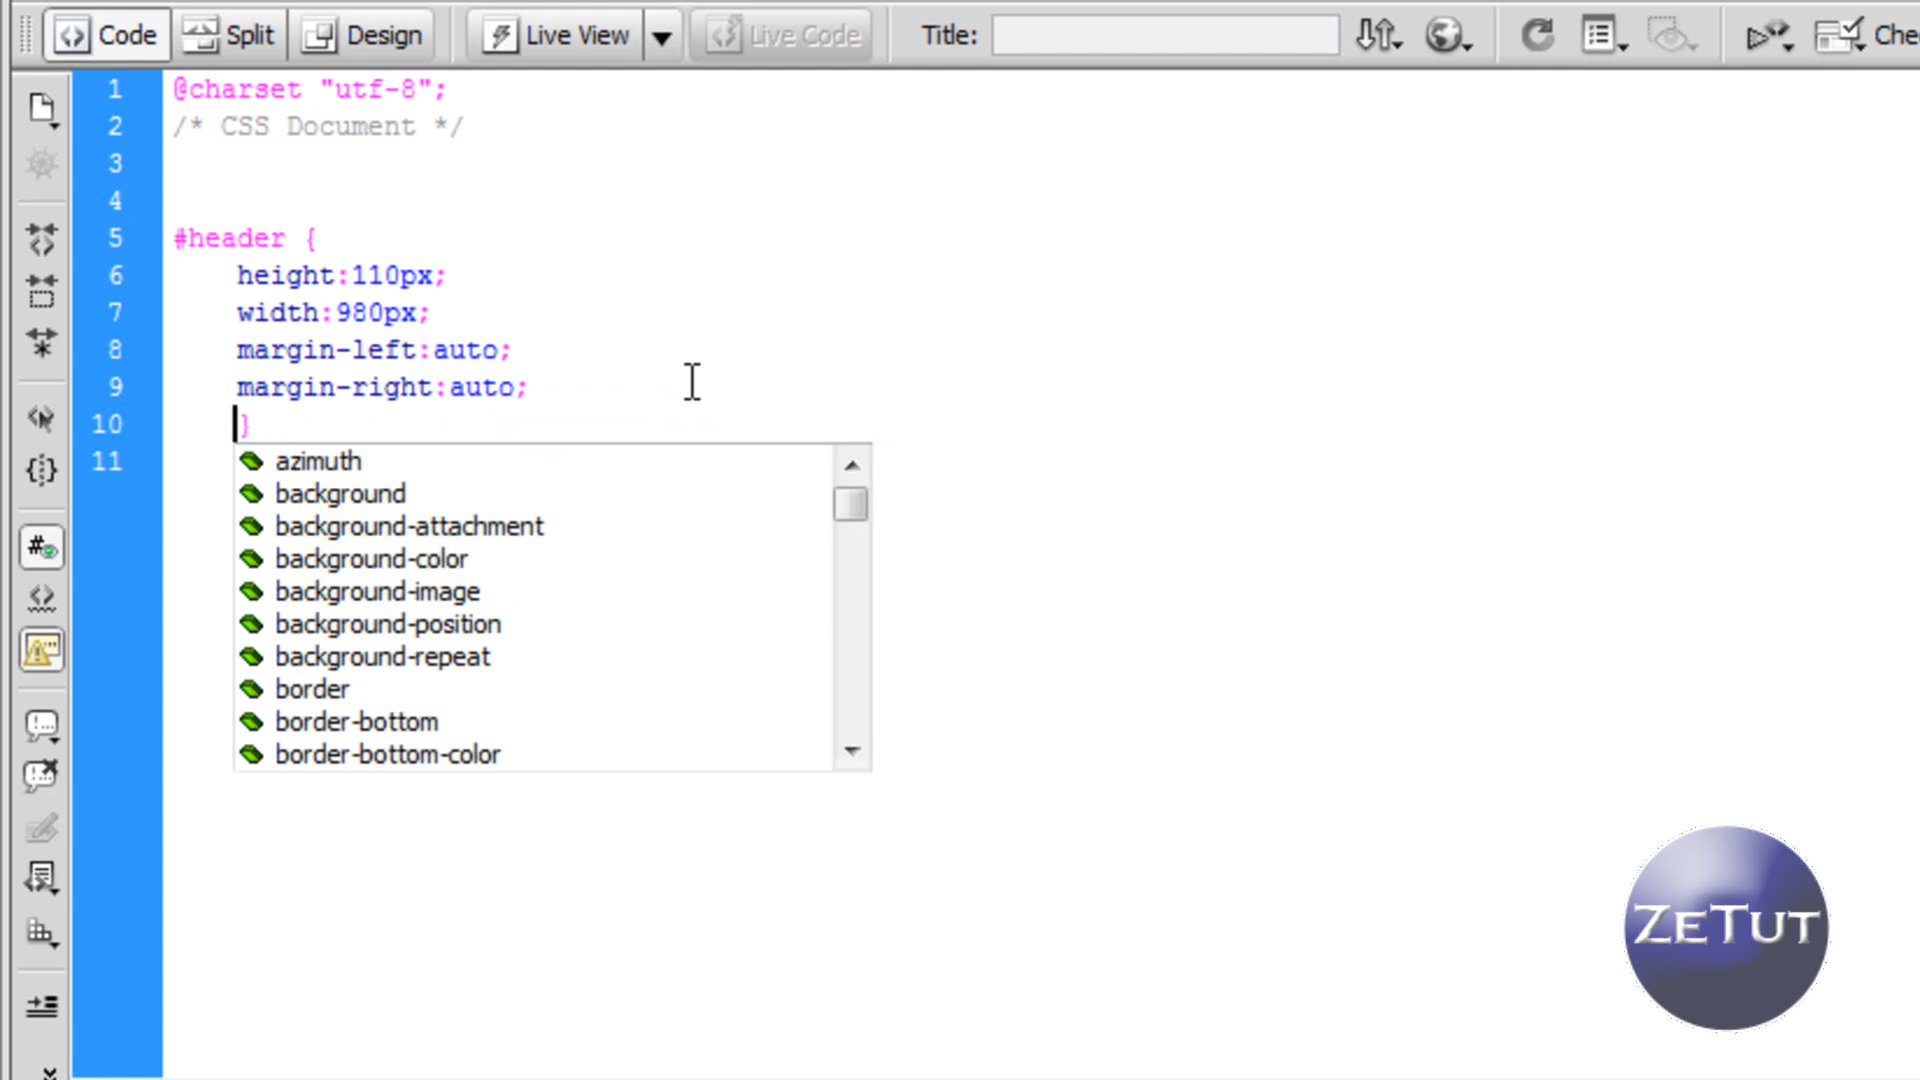 Code Split Design Live View Live Code Title:
1 @charset "utf-8";
2 /* CSS Document */
3
4
5 #header {
6 height:110px;
7 width:980px;
8 margin-left:auto;
9 margin-right:auto;
10 }
11
azimuth
background
background-attachment
background-color
background-image
background-position
background-repeat
border
border-bottom
border-bottom-color
ZeTut